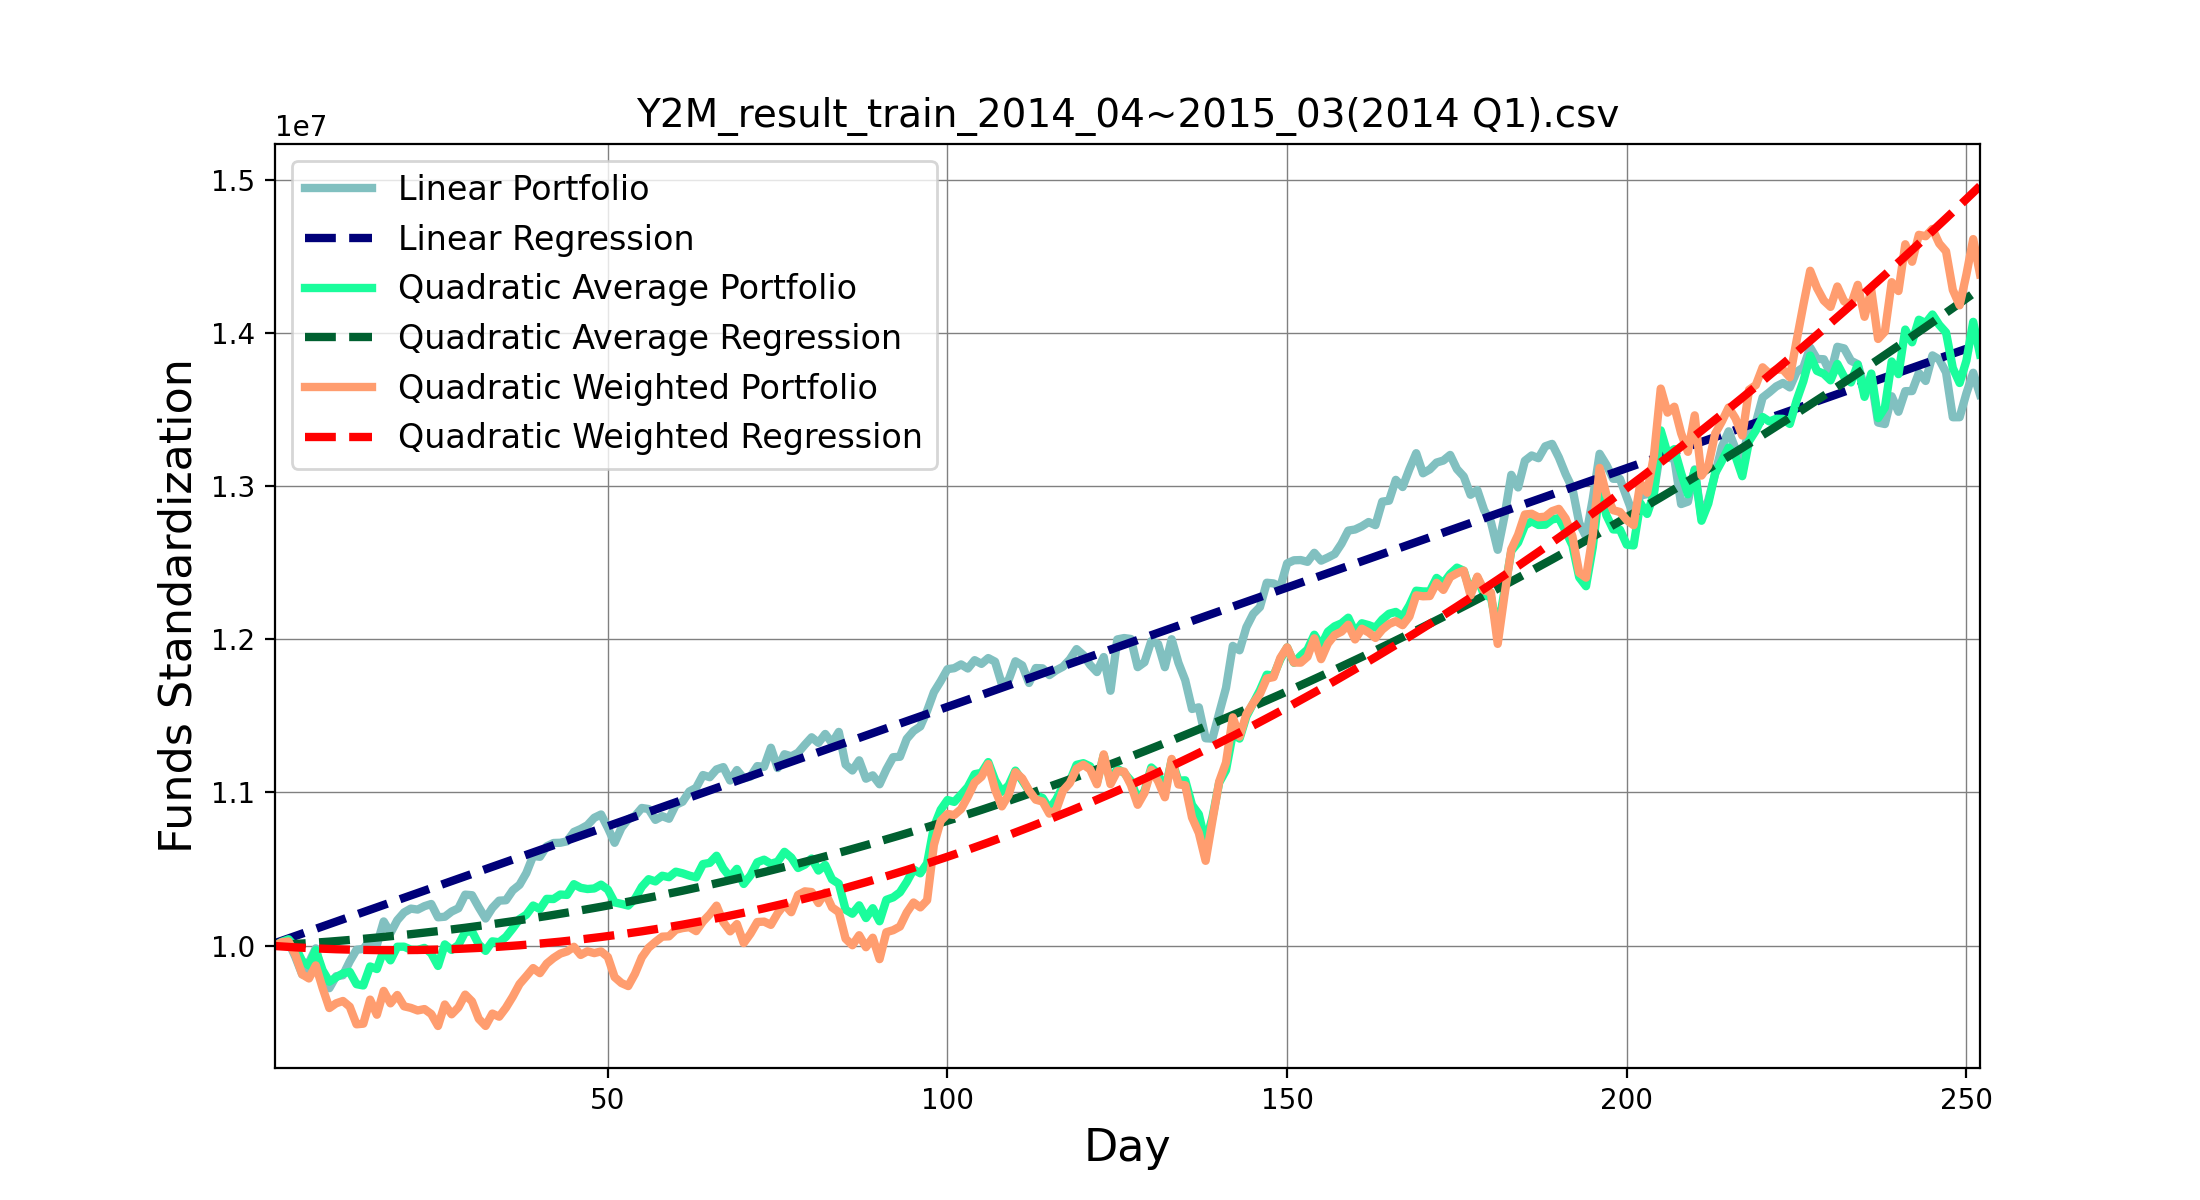 Y2M_result_train_2014_04~2015_03(2014 Q1).csv
1e7
Linear Portfolio
Linear Regression
Quadratic Average Portfolio
Quadratic Average Regression
Quadratic Weighted Portfolio
Quadratic Weighted Regression
Funds Standardization
1.5
1.4
1.3
1.2
1.1
1.0
50
100
150
200
250
Day